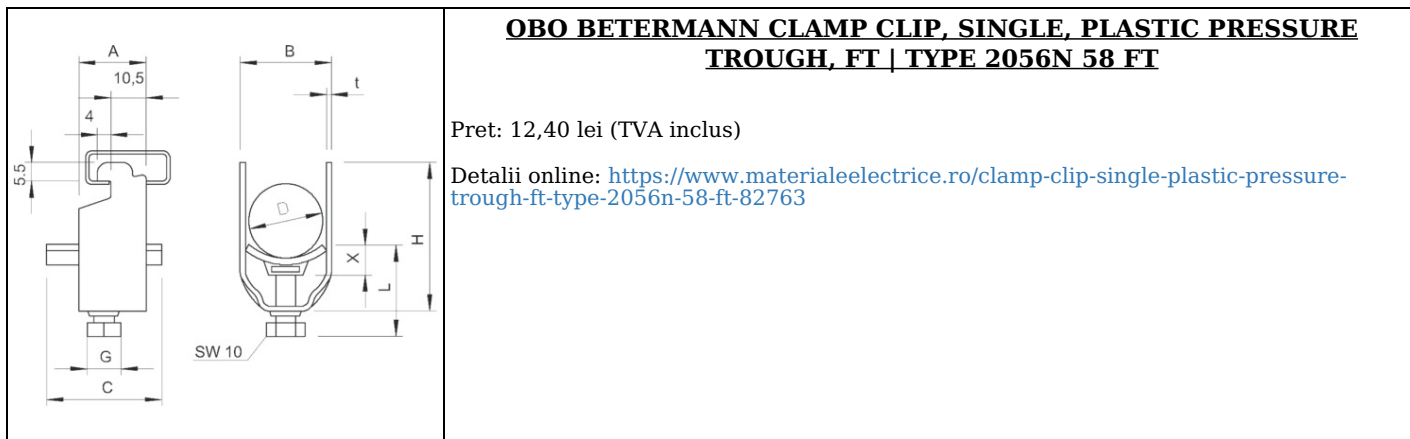 A
10,5
4
5.5
B
t
D
H
X
L
SW 10
G
C
OBO BETERMANN CLAMP CLIP, SINGLE, PLASTIC PRESSURE
TROUGH, FT | TYPE 2056N 58 FT
Pret: 12,40 lei (TVA inclus)
Detalii online: https://www.materialeelectrice.ro/clamp-clip-single-plastic-pressure-
trough-ft-type-2056n-58-ft-82763